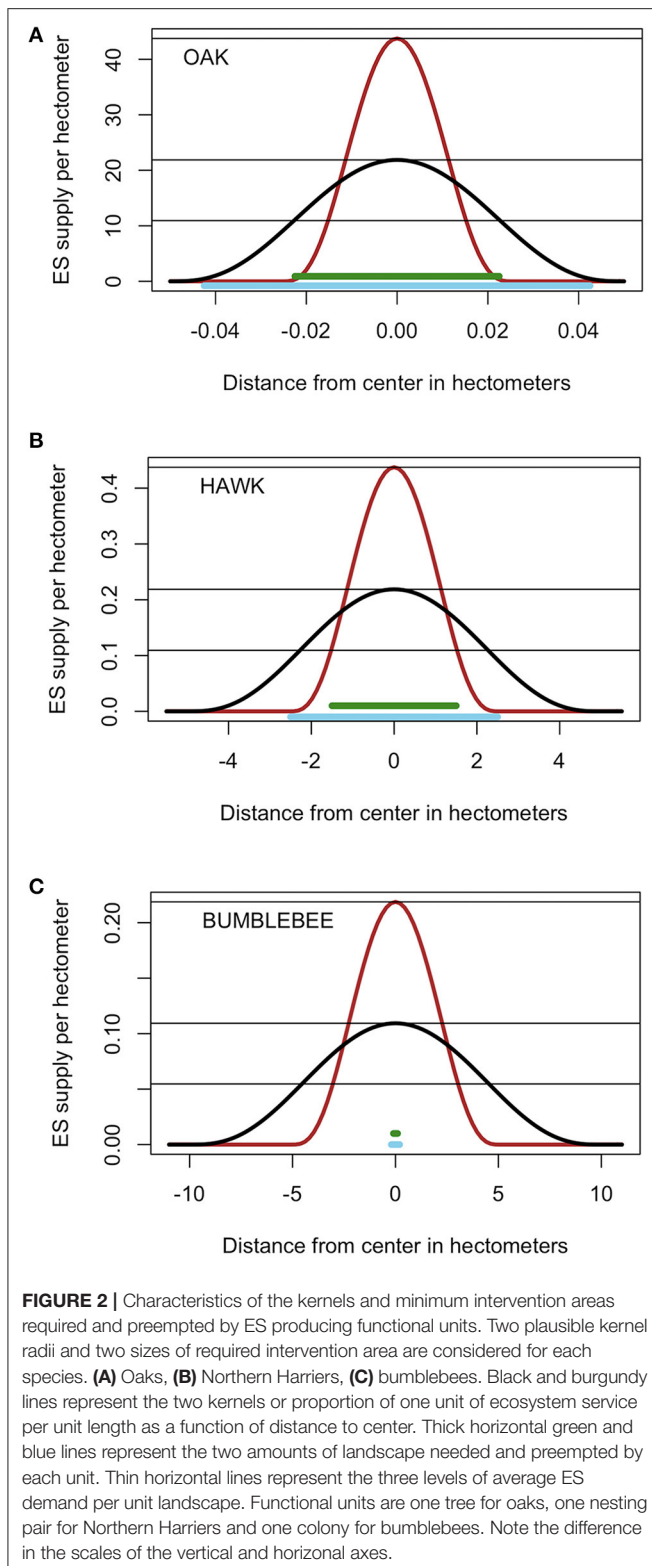 A
OAK
ES supply per hectometer
40
30
20
10
0
-0.04 -0.02 0.00 0.02 0.04
Distance from center in hectometers
B
HAWK
ES supply per hectometer
0.4
0.3
0.2
0.1
0.0
-4 -2 0 2 4
Distance from center in hectometers
C
BUMBLEBEE
ES supply per hectometer
0.20
0.10
0.00
-10 -5 0 5 10
Distance from center in hectometers
FIGURE 2 | Characteristics of the kernels and minimum intervention areas
required and preempted by ES producing functional units. Two plausible kernel
radii and two sizes of required intervention area are considered for each
species. (A) Oaks, (B) Northern Harriers, (C) bumblebees. Black and burgundy
lines represent the two kernels or proportion of one unit of ecosystem service
per unit length as a function of distance to center. Thick horizontal green and
blue lines represent the two amounts of landscape needed and preempted by
each unit. Thin horizontal lines represent the three levels of average ES
demand per unit landscape. Functional units are one tree for oaks, one nesting
pair for Northern Harriers and one colony for bumblebees. Note the difference
in the scales of the vertical and horizonal axes.